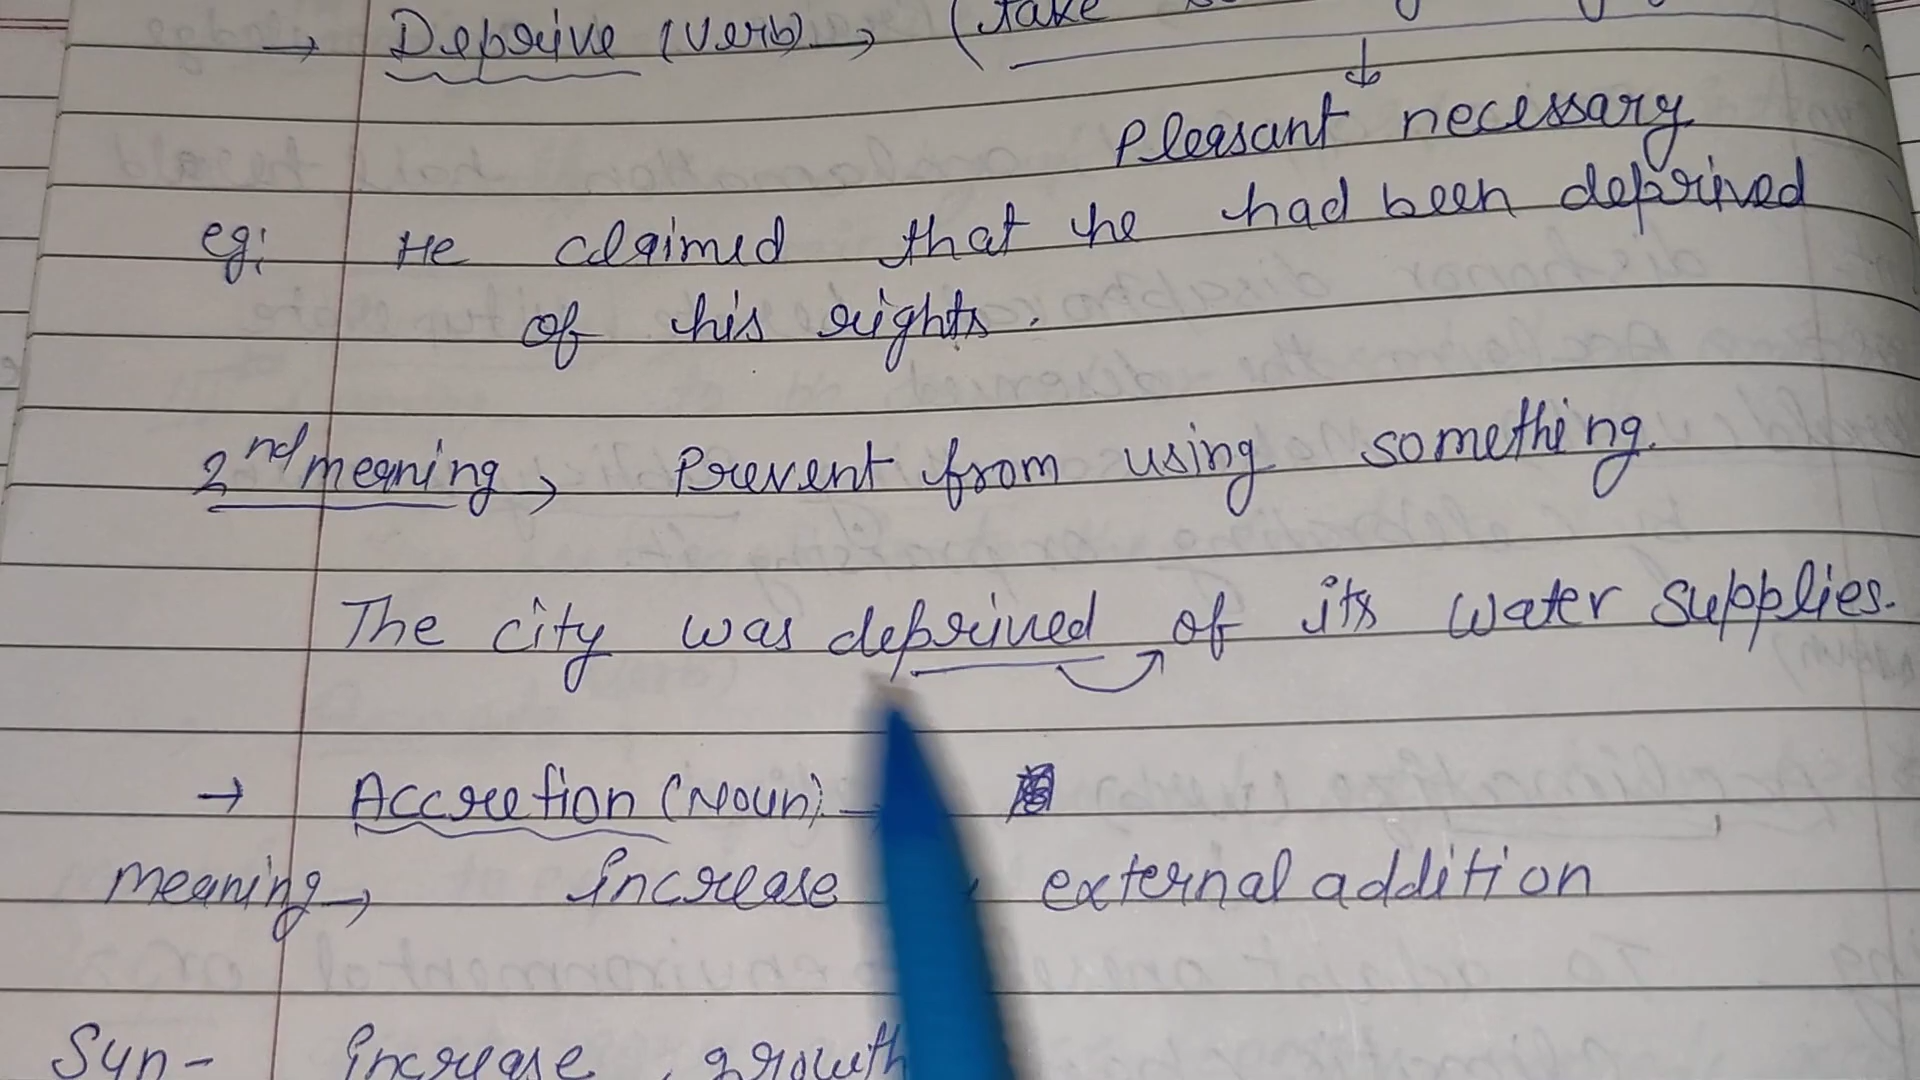 → Deprive (verb) → (take
Pleasant necessary
eg: He claimed that he had been deprived
of his rights.
2nd meaning → Prevent from using something.
The city was deprived of its water supplies.
→ Accretion (Noun) →
meaning → increase external addition
Syn - increase, growth